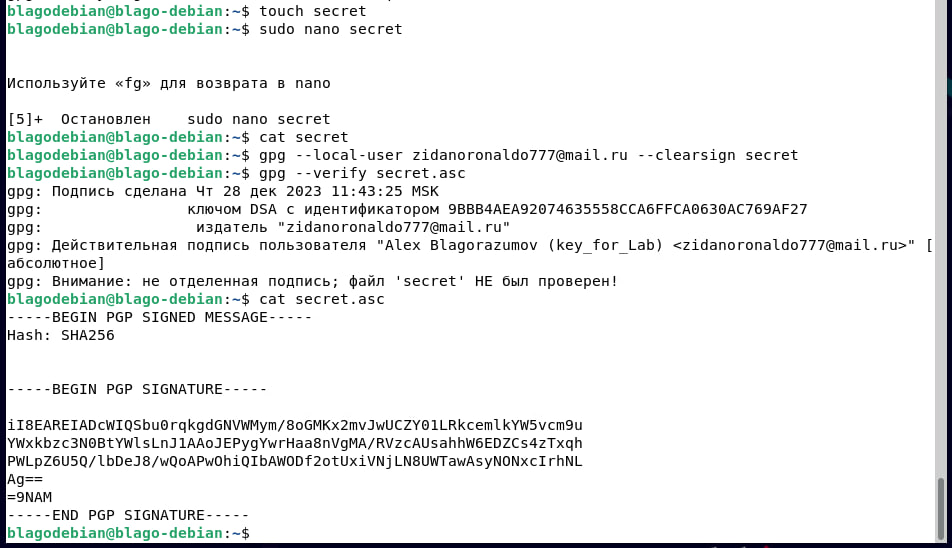 blagodebian@blago-debian:~$ touch secret
blagodebian@blago-debian:~$ sudo nano secret
Используйте «fg» для возврата в nano
[5]+  Остановлен    sudo nano secret
blagodebian@blago-debian:~$ cat secret
blagodebian@blago-debian:~$ gpg --local-user zidanoronaldo777@mail.ru --clearsign secret
blagodebian@blago-debian:~$ gpg --verify secret.asc
gpg: Подпись сделана Чт 28 дек 2023 11:43:25 MSK
gpg:                ключом DSA с идентификатором 9BBB4AEA92074635558CCA6FFCA0630AC769AF27
gpg:                 издатель "zidanoronaldo777@mail.ru"
gpg: Действительная подпись пользователя "Alex Blagorazumov (key_for_Lab) <zidanoronaldo777@mail.ru>" [
абсолютное]
gpg: Внимание: не отделенная подпись; файл 'secret' НЕ был проверен!
blagodebian@blago-debian:~$ cat secret.asc
-----BEGIN PGP SIGNED MESSAGE-----
Hash: SHA256
-----BEGIN PGP SIGNATURE-----
iI8EAREIADcWIQSbu0rqkgdGNVWMym/8oGMKx2mvJwUCZY01LRkcemlkYW5vcm9u
YWxkbzc3N0BtYWlsLnJ1AAoJEPygYwrHaa8nVgMA/RVzcAUsahhW6EDZCs4zTxqh
PWLpZ6U5Q/lbDeJ8/wQoAPwOhiQIbAWODf2otUxiVNjLN8UWTawAsyNONxcIrhNL
Ag==
=9NAM
-----END PGP SIGNATURE-----
blagodebian@blago-debian:~$